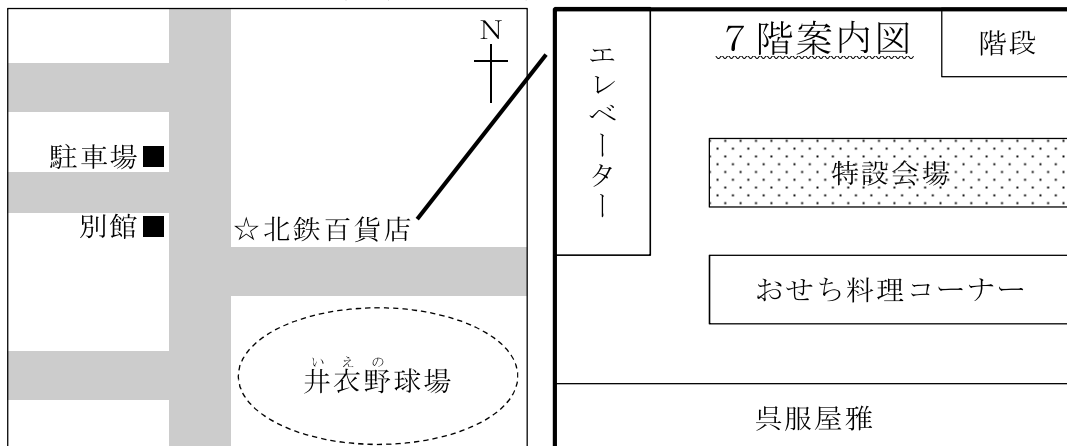 N
駐車場■
別館■
☆北鉄百貨店
いえの
井衣野球場
7階案内図
階段
エレベーター
特設会場
おせち料理コーナー
呉服屋雅